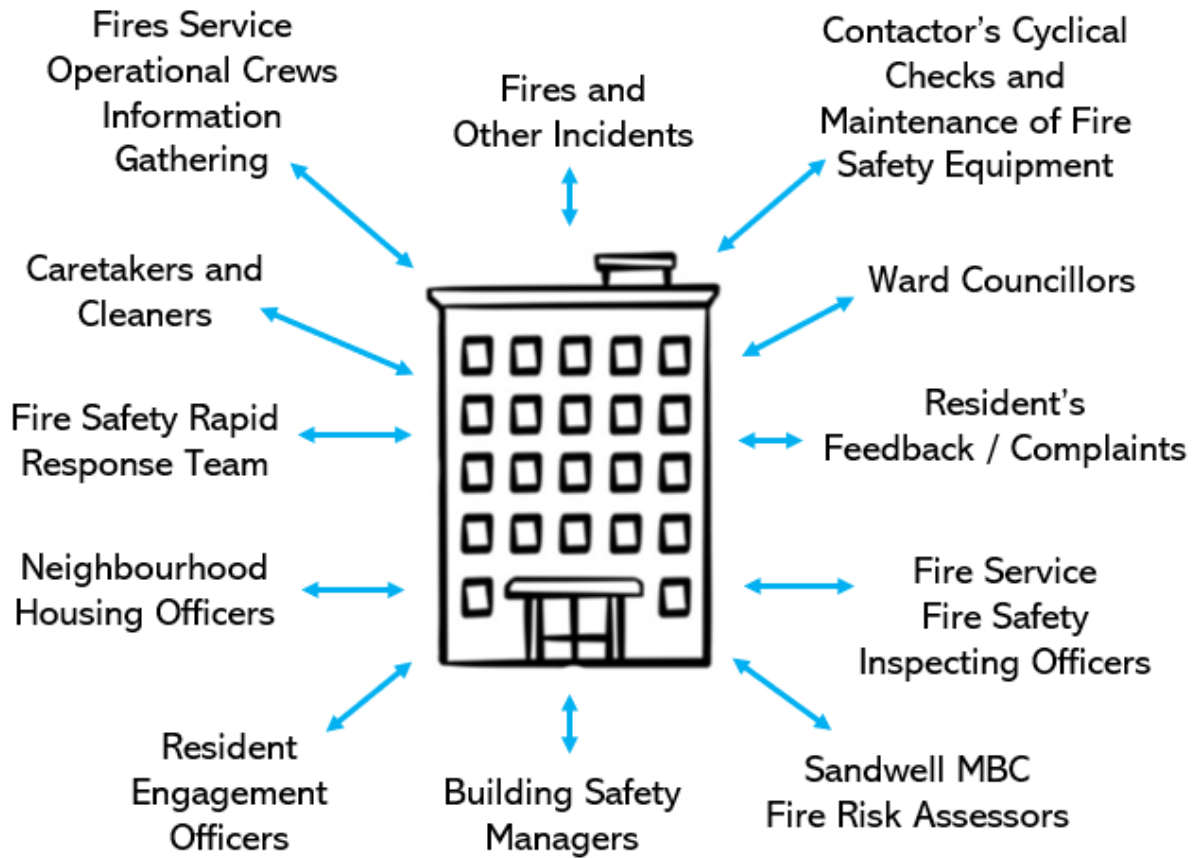 Fires Service
Operational Crews
Information
Gathering
Fires and
Other Incidents
Contactor's Cyclical
Checks and
Maintenance of Fire
Safety Equipment
Caretakers and
Cleaners
Ward Councillors
Fire Safety Rapid
Response Team
Resident's
Feedback / Complaints
Neighbourhood
Housing Officers
Fire Service
Fire Safety
Inspecting Officers
Resident
Engagement
Officers
Building Safety
Managers
Sandwell MBC
Fire Risk Assessors